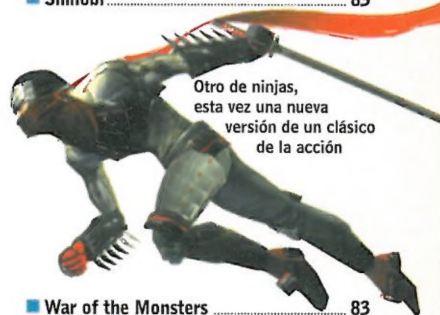 ■ Shinobi ........................................ 83
Otro de ninjas,
esta vez una nueva
versión de un clásico
de la acción
■ War of the Monsters ........................ 83